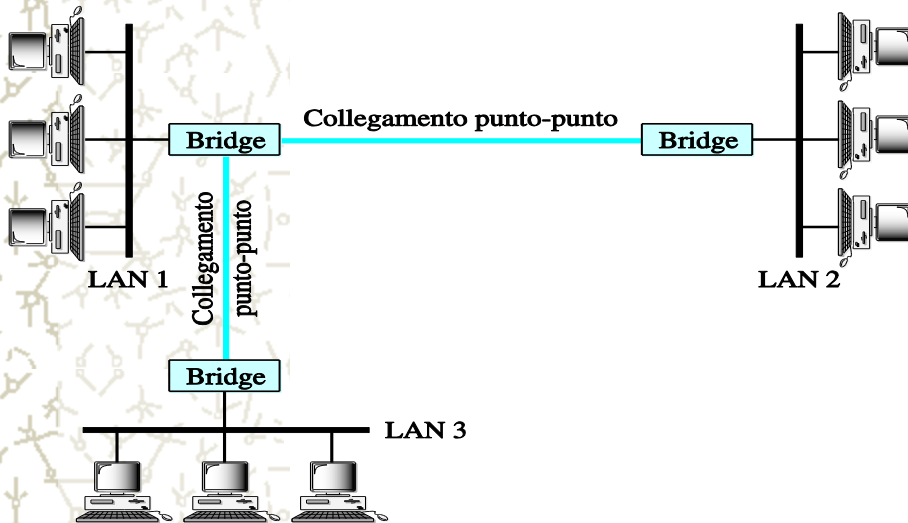 Collegamento punto-punto
Bridge
Bridge
LAN 1
LAN 2
Collegamento
punto-punto
Bridge
LAN 3